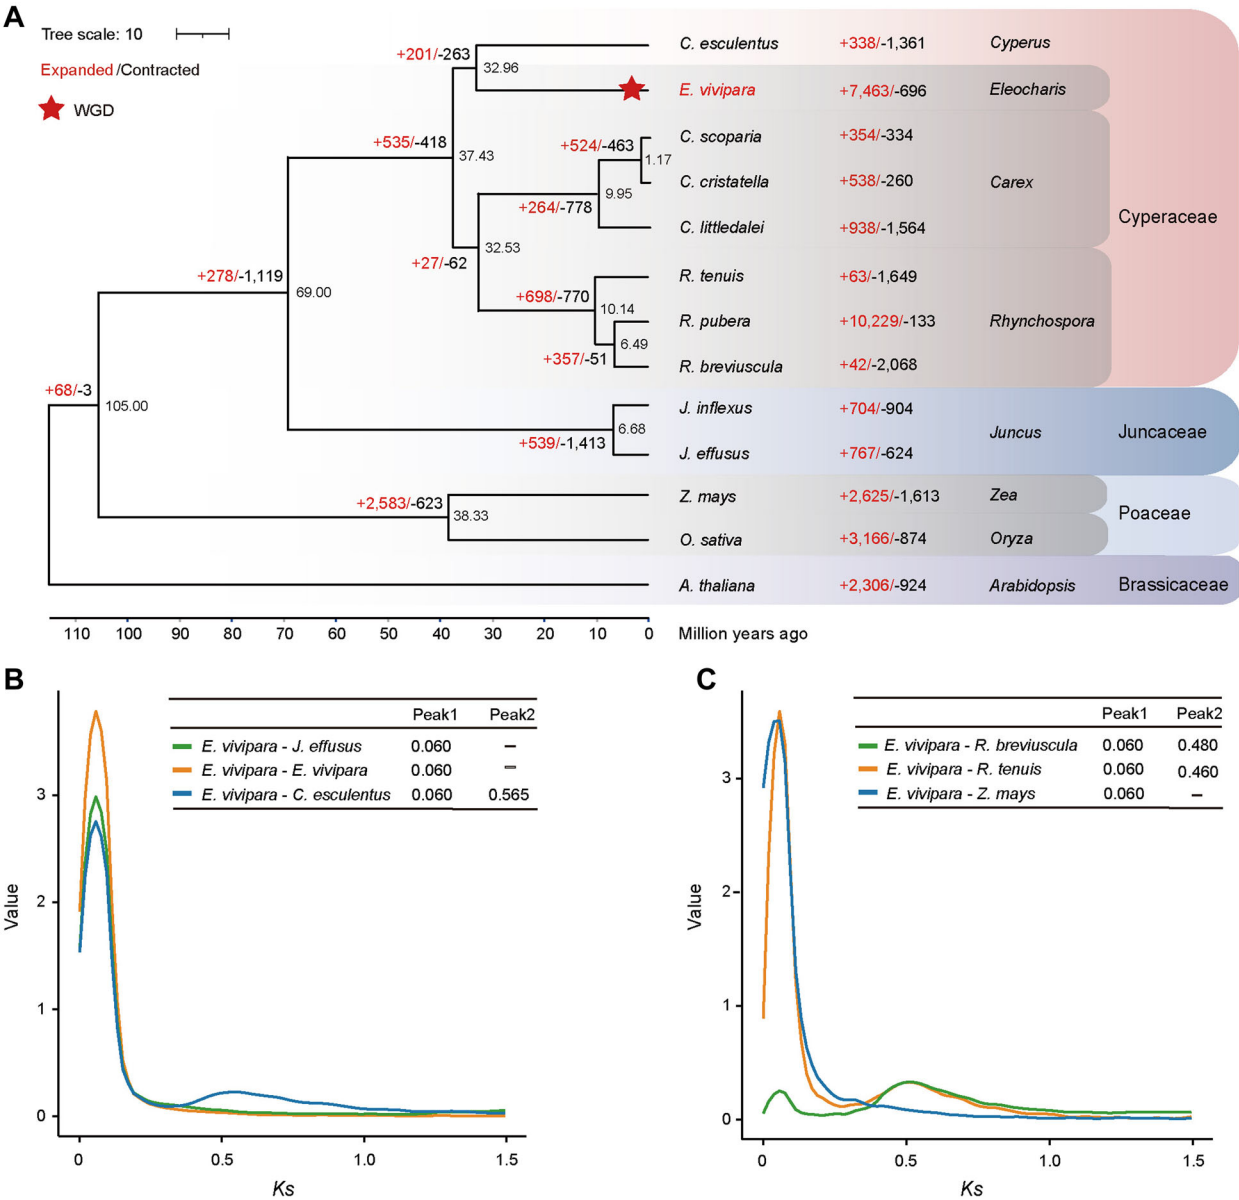 A
Tree scale: 10
Expanded/Contracted
WGD
+201/-263
32.96
C. esculentus +338/-1,361 Cyperus
E. vivipara +7,463/-696 Eleocharis
+535/-418
37.43
+524/-463
1.17
C. scoparia +354/-334
C. cristatella +538/-260 Carex
9.95
+264/-778
C. littledalei +938/-1,564
Cyperaceae
32.53
+27/-62
+278/-1,119
69.00
R. tenuis +63/-1,649
+698/-770
10.14
R. pubera +10,229/-133 Rhynchospora
6.49
+357/-51
R. breviuscula +42/-2,068
+68/-3
105.00
J. inflexus +704/-904
6.68
Juncus Juncaceae
+539/-1,413
J. effusus +767/-624
+2,583/-623
38.33
Z. mays +2,625/-1,613 Zea
Poaceae
O. sativa +3,166/-874 Oryza
A. thaliana +2,306/-924 Arabidopsis Brassicaceae
110 100 90 80 70 60 50 40 30 20 10 0 Million years ago
B
Peak1 Peak2
E. vivipara - J. effusus 0.060 –
E. vivipara - E. vivipara 0.060 –
E. vivipara - C. esculentus 0.060 0.565
Value
3
2
1
0
0 0.5 1.0 1.5
Ks
C
Peak1 Peak2
E. vivipara - R. breviuscula 0.060 0.480
E. vivipara - R. tenuis 0.060 0.460
E. vivipara - Z. mays 0.060 –
Value
3
2
1
0
0 0.5 1.0 1.5
Ks